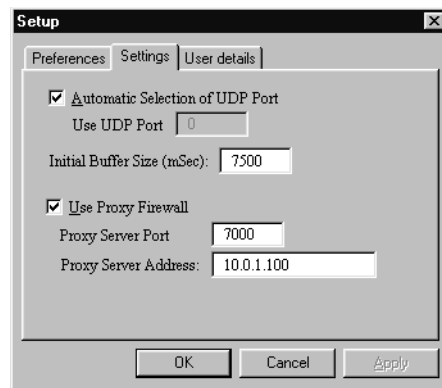 Setup
Preferences Settings User details
Automatic Selection of UDP Port
Use UDP Port 0
Initial Buffer Size (mSec): 7500
Use Proxy Firewall
Proxy Server Port 7000
Proxy Server Address: 10.0.1.100
OK Cancel Apply